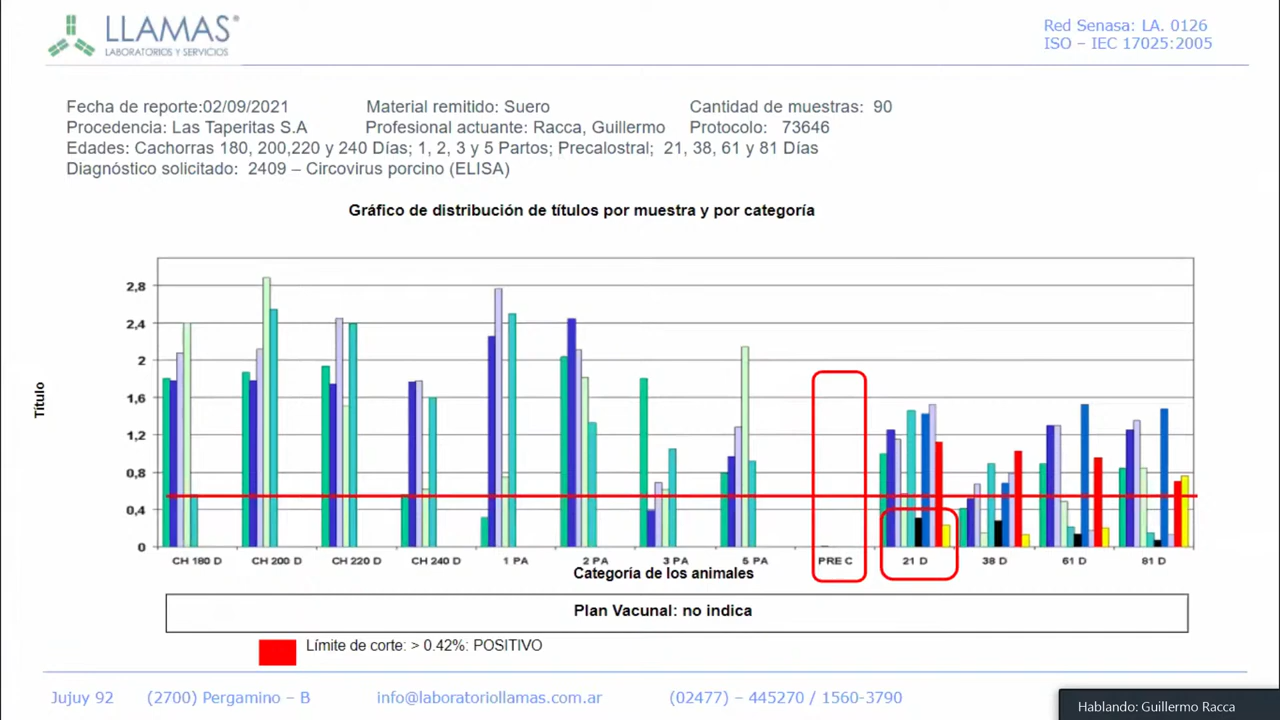 LLAMAS®
LABORATORIOS Y SERVICIOS
Red Senasa: LA. 0126
ISO – IEC 17025:2005
Fecha de reporte:02/09/2021 Material remitido: Suero Cantidad de muestras: 90
Procedencia: Las Taperitas S.A Profesional actuante: Racca, Guillermo Protocolo: 73646
Edades: Cachorras 180, 200,220 y 240 Días; 1, 2, 3 y 5 Partos; Precalostral; 21, 38, 61 y 81 Días
Diagnóstico solicitado: 2409 – Circovirus porcino (ELISA)
Gráfico de distribución de títulos por muestra y por categoría
Título
2,8
2,4
2
1,6
1,2
0,8
0,4
0
CH 180 D CH 200 D CH 220 D CH 240 D 1 PA 2 PA 3 PA 5 PA PRE C 21 D 38 D 61 D 81 D
Categoría de los animales
Plan Vacunal: no indica
Límite de corte: > 0.42%: POSITIVO
Jujuy 92 (2700) Pergamino – B info@laboratoriollamas.com.ar (02477) – 445270 / 1560-3790
Hablando: Guillermo Racca